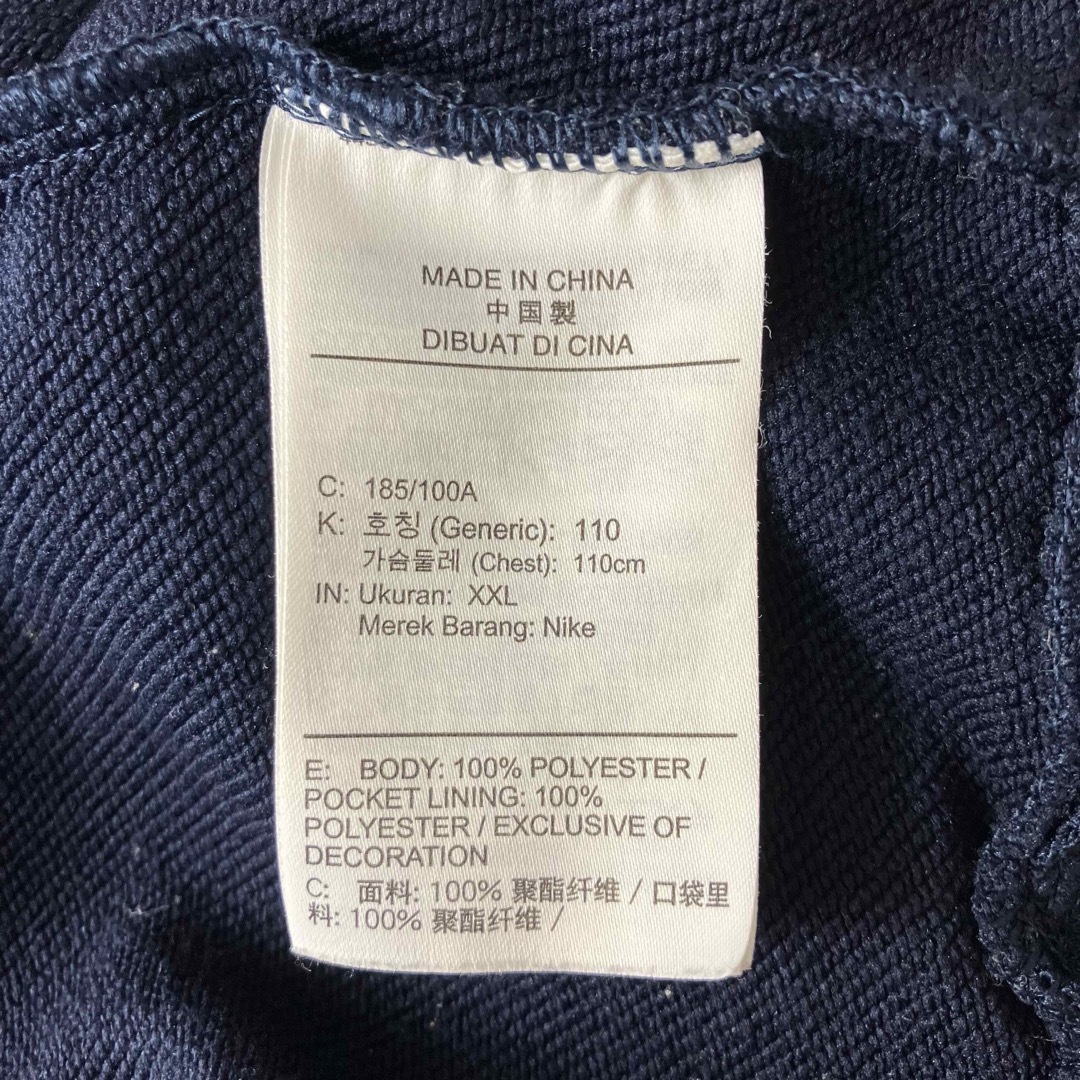 MADE IN CHINA
中国製
DIBUAT DI CINA
C: 185/100A
K: 호칭 (Generic): 110
가슴둘레 (Chest): 110cm
IN: Ukuran: XXL
Merek Barang: Nike
E: BODY: 100% POLYESTER /
POCKET LINING: 100%
POLYESTER / EXCLUSIVE OF
DECORATION
C: 面料: 100% 聚酯纤维 / 口袋里
料: 100% 聚酯纤维 /